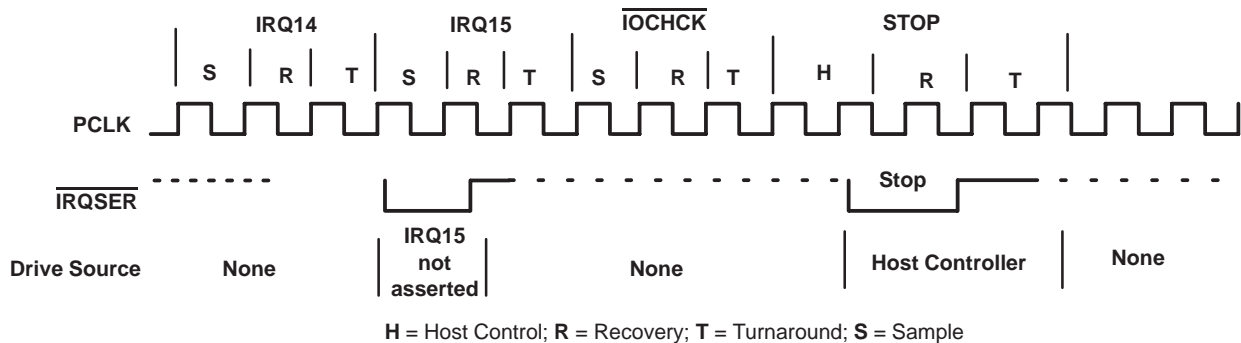 IRQ14 IRQ15 IOCHCK STOP
S R T S R T S R T H R T
PCLK
IRQSER Stop
Drive Source None IRQ15 not asserted None Host Controller None
H = Host Control; R = Recovery; T = Turnaround; S = Sample